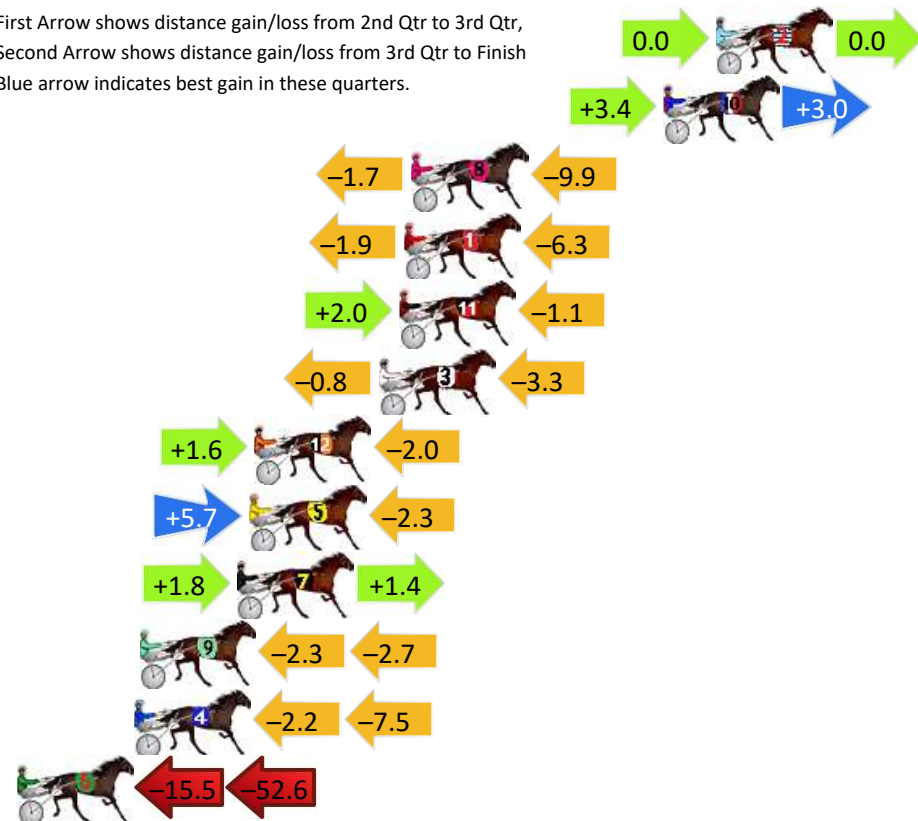 First Arrow shows distance gain/loss from 2nd Qtr to 3rd Qtr,
Second Arrow shows distance gain/loss from 3rd Qtr to Finish
Blue arrow indicates best gain in these quarters.
0.0 2 0.0
+3.4 10 +3.0
−1.7 8 −9.9
−1.9 1 −6.3
+2.0 11 −1.1
−0.8 3 −3.3
+1.6 12 −2.0
+5.7 5 −2.3
+1.8 7 +1.4
9 −2.3 −2.7
4 −2.2 −7.5
−15.5 −52.6